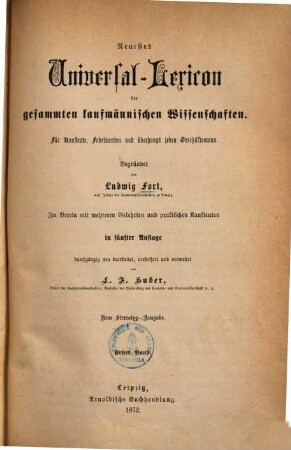 Neuestes
Universal-Lexicon
der
gesammten kaufmännischen Wissenschaften.
Für Kaufleute, Fabrikanten und überhaupt jeden Geschäftsmann.
Begründet
von
Ludwig Fort,
Im Verein mit mehreren Gelehrten und praktischen Kaufleuten
in fünfter Auflage
durchgängig neu bearbeitet, verbessert und vermehrt
von
C. F. Huber,
Neue Stereotyp-Ausgabe.
Erster Band.
Leipzig,
Arnoldische Buchhandlung.
1872.